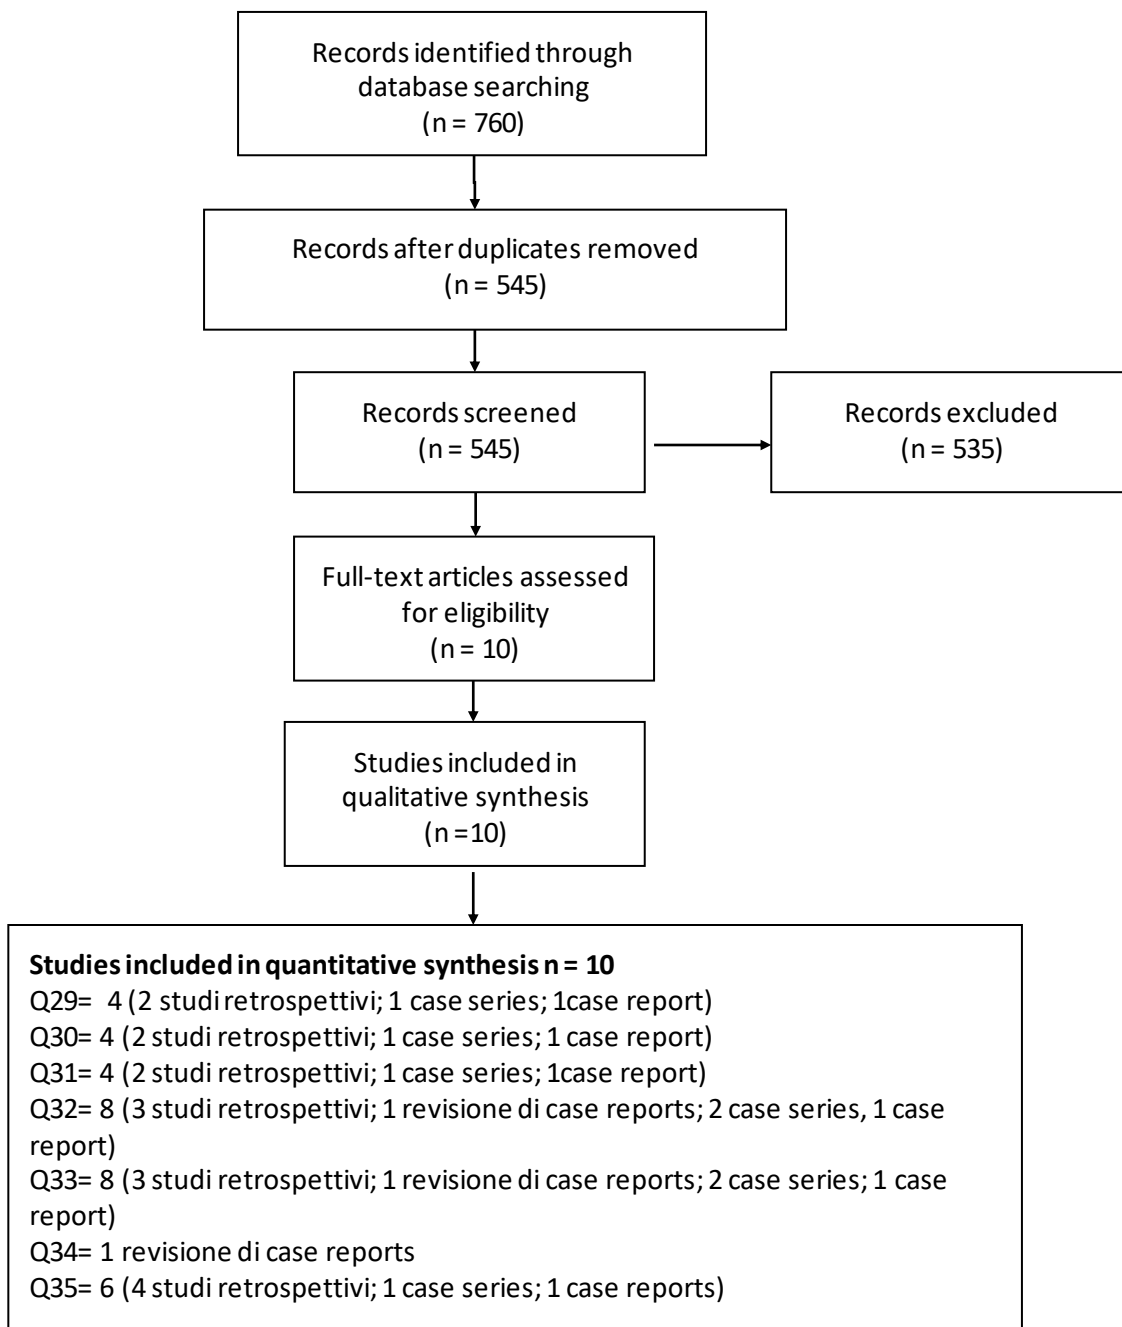 Records identified through
database searching
(n = 760)
Records after duplicates removed
(n = 545)
Records screened
(n = 545)
Records excluded
(n = 535)
Full-text articles assessed
for eligibility
(n = 10)
Studies included in
qualitative synthesis
(n =10)
Studies included in quantitative synthesis n = 10
Q29=  4 (2 studi retrospettivi; 1 case series; 1case report)
Q30= 4 (2 studi retrospettivi; 1 case series; 1 case report)
Q31= 4 (2 studi retrospettivi; 1 case series; 1case report)
Q32= 8 (3 studi retrospettivi; 1 revisione di case reports; 2 case series, 1 case
report)
Q33= 8 (3 studi retrospettivi; 1 revisione di case reports; 2 case series; 1 case
report)
Q34= 1 revisione di case reports
Q35= 6 (4 studi retrospettivi; 1 case series; 1 case reports)